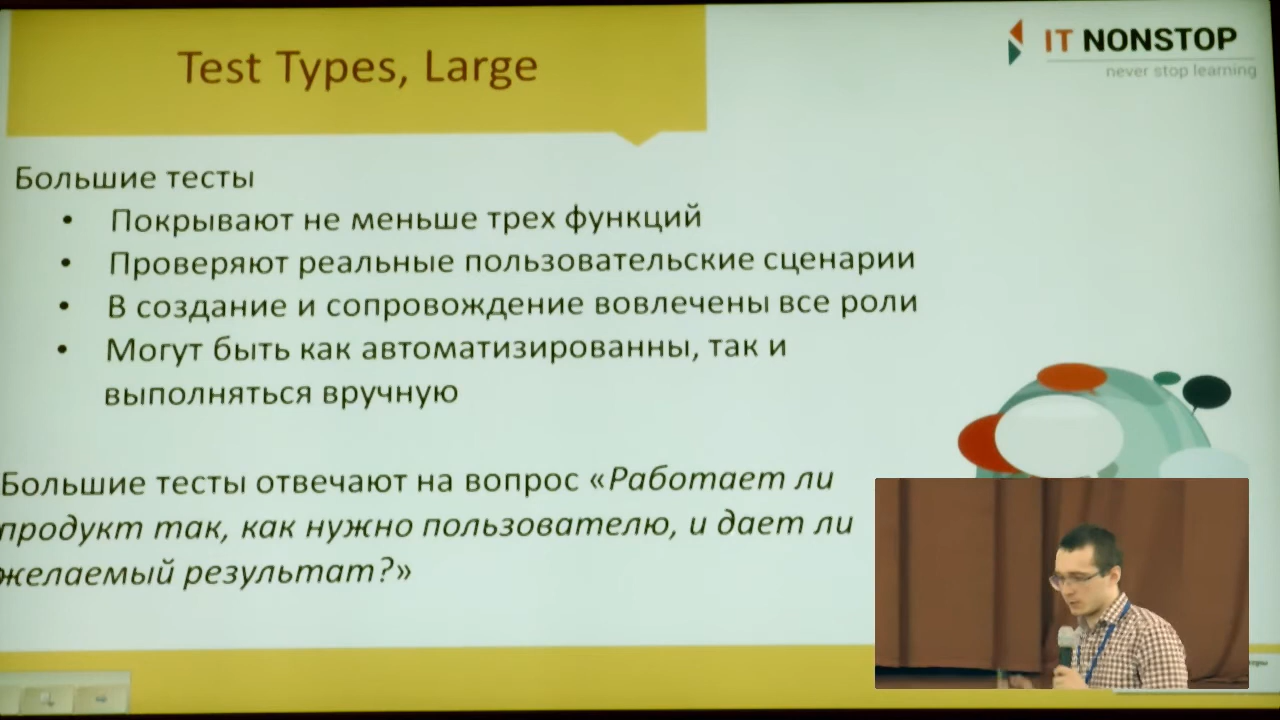 Test Types, Large
IT NONSTOP
never stop learning
Большие тесты
• Покрывают не меньше трех функций
• Проверяют реальные пользовательские сценарии
• В создание и сопровождение вовлечены все роли
• Могут быть как автоматизированны, так и
выполняться вручную
Большие тесты отвечают на вопрос «Работает ли
продукт так, как нужно пользователю, и дает ли
желаемый результат?»